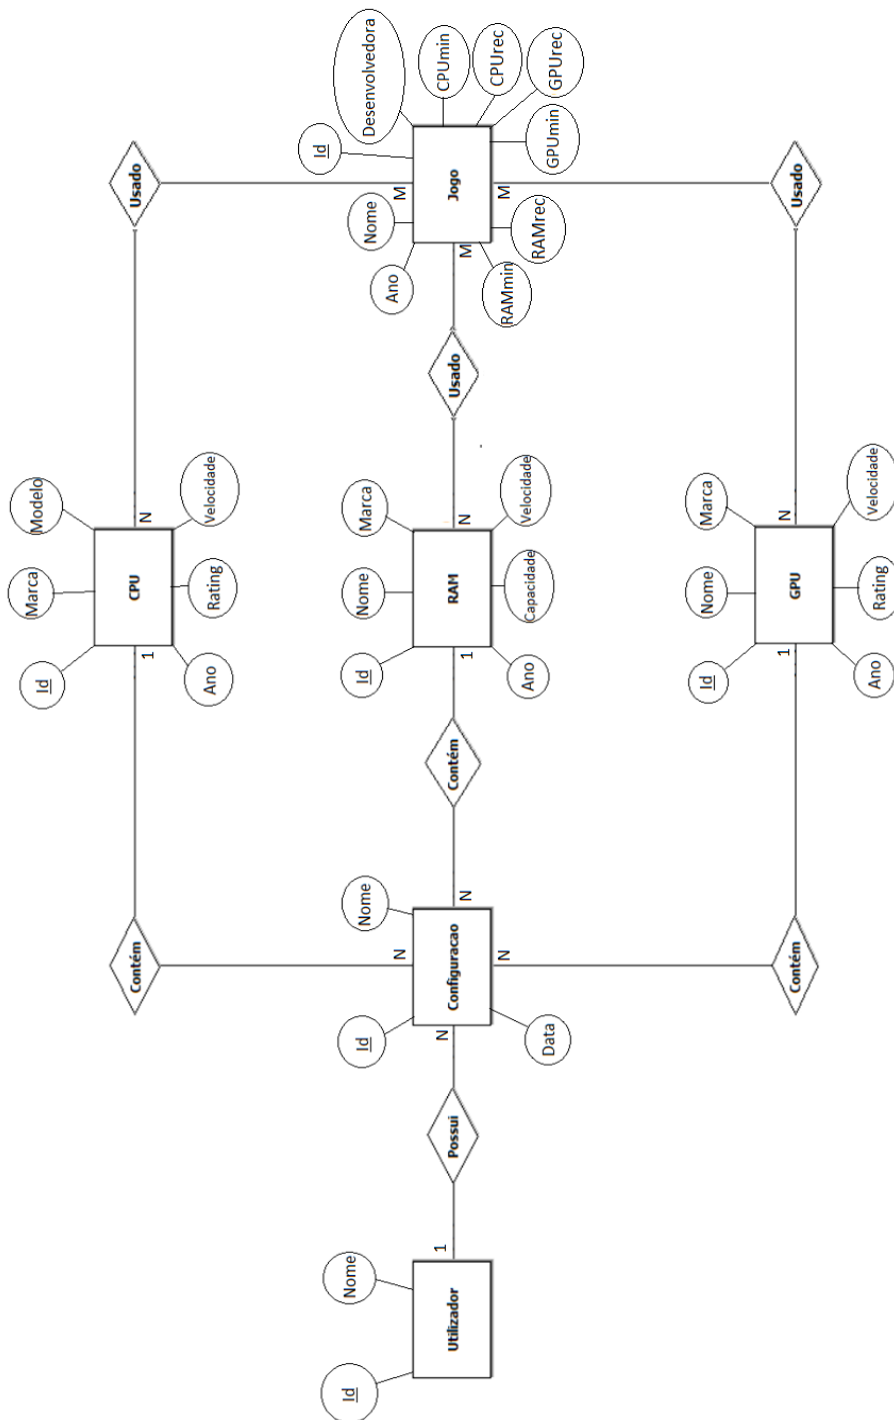 Utilizador
Id
Nome
1
Possui
N
Configuracao
Id
Nome
Data
N
N
N
Contém
Contém
Contém
1
CPU
Id
Marca
Modelo
Ano
Rating
Velocidade
N
1
RAM
Id
Nome
Marca
Ano
Capacidade
Velocidade
N
1
GPU
Id
Nome
Marca
Ano
Rating
Velocidade
N
Usado
Usado
Usado
M
M
M
Jogo
Ano
Nome
Id
Desenvolvedora
CPUmin
CPUrec
GPUrec
GPUmin
RAMrec
RAMmin